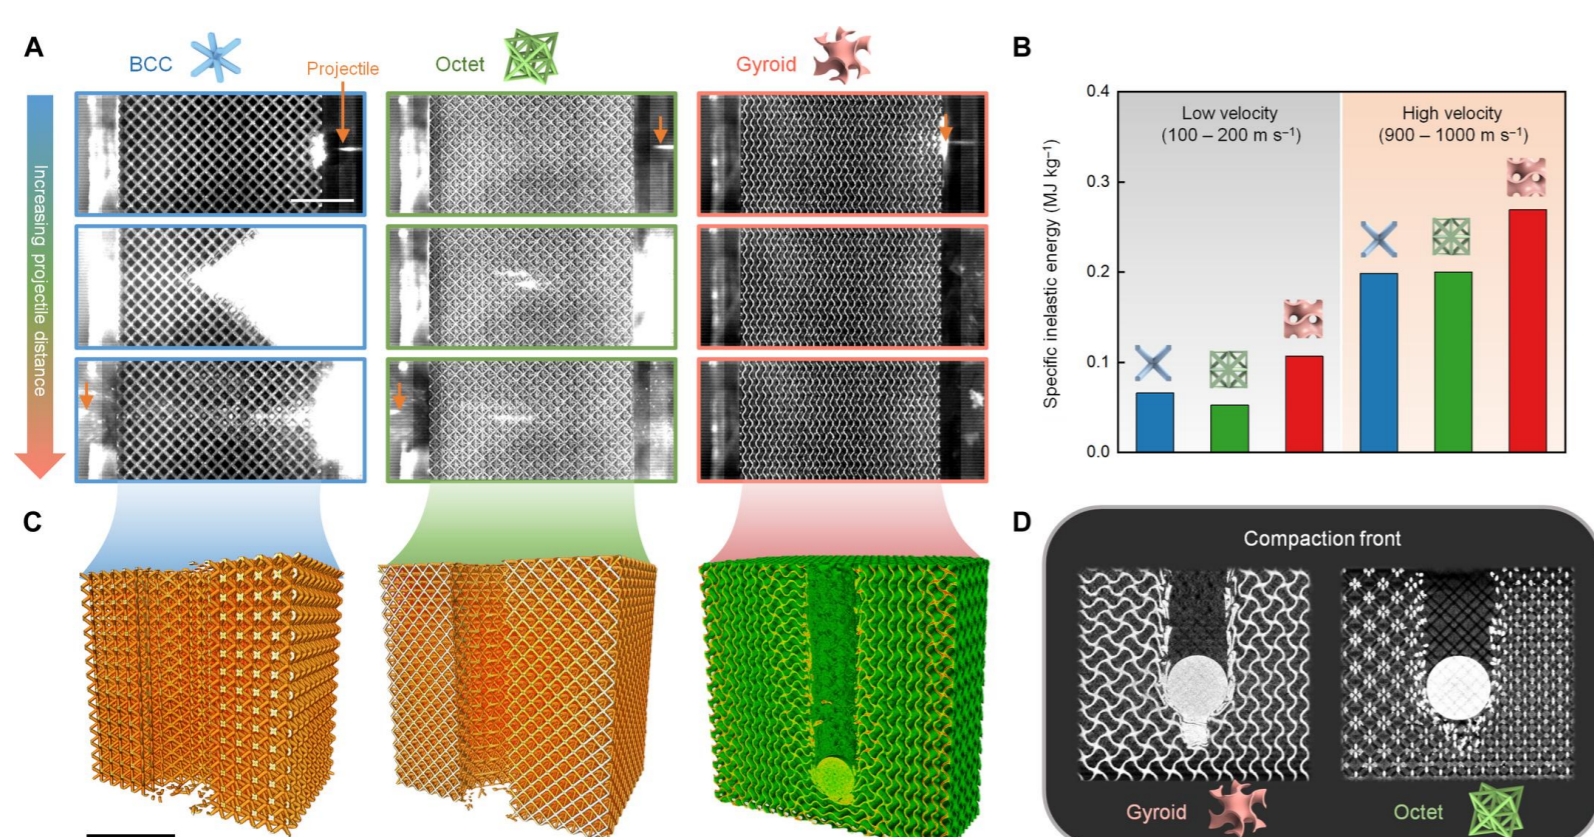 A
BCC
Projectile
Octet
Gyroid
Increasing projectile distance
B
0.4
0.3
0.2
0.1
0.0
Specific inelastic energy (MJ kg⁻¹)
Low velocity
(100 – 200 m s⁻¹)
High velocity
(900 – 1000 m s⁻¹)
C
D
Compaction front
Gyroid
Octet